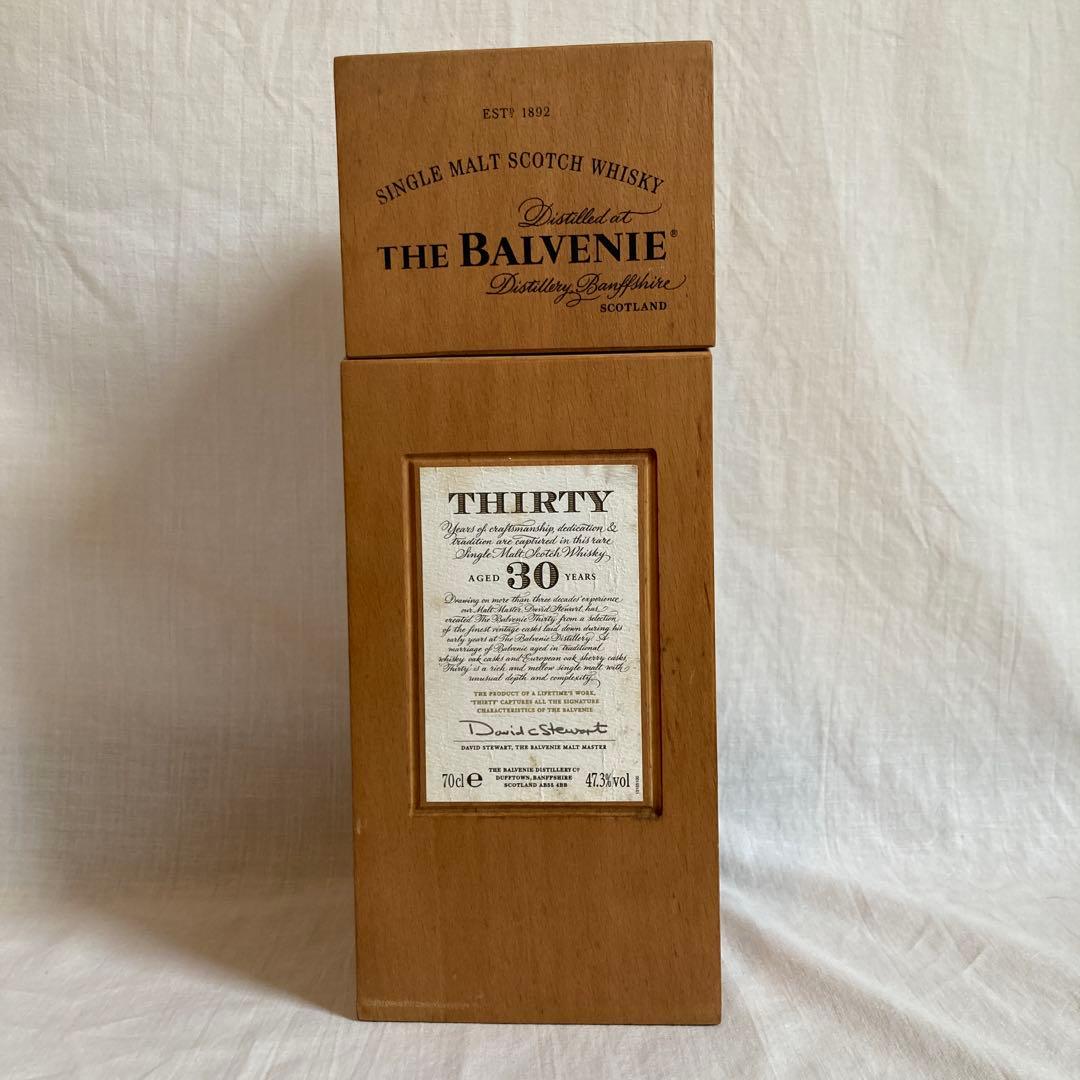 ESTD 1892
SINGLE MALT SCOTCH WHISKY
Distilled at
THE BALVENIE®
Distillery, Banffshire
SCOTLAND
THIRTY
Years of craftsmanship, dedication &
tradition are captured in this rare
Single Malt Scotch Whisky
AGED 30 YEARS
Drawing on more than three decades' experience
our Malt Master, David Stewart, has
created The Balvenie Thirty from a selection
of the finest vintage casks laid down during his
early years at The Balvenie Distillery. A
marriage of Balvenie aged in traditional
whisky oak casks and European oak sherry casks,
'Thirty' is a rich and mellow single malt with
unusual depth and complexity.
THE PRODUCT OF A LIFETIME'S WORK,
'THIRTY' CAPTURES ALL THE SIGNATURE
CHARACTERISTICS OF THE BALVENIE
David C Stewart
DAVID STEWART, THE BALVENIE MALT MASTER
70cl e
THE BALVENIE DISTILLERY Co
DUFFTOWN, BANFFSHIRE
SCOTLAND AB55 4BB
47.3%vol